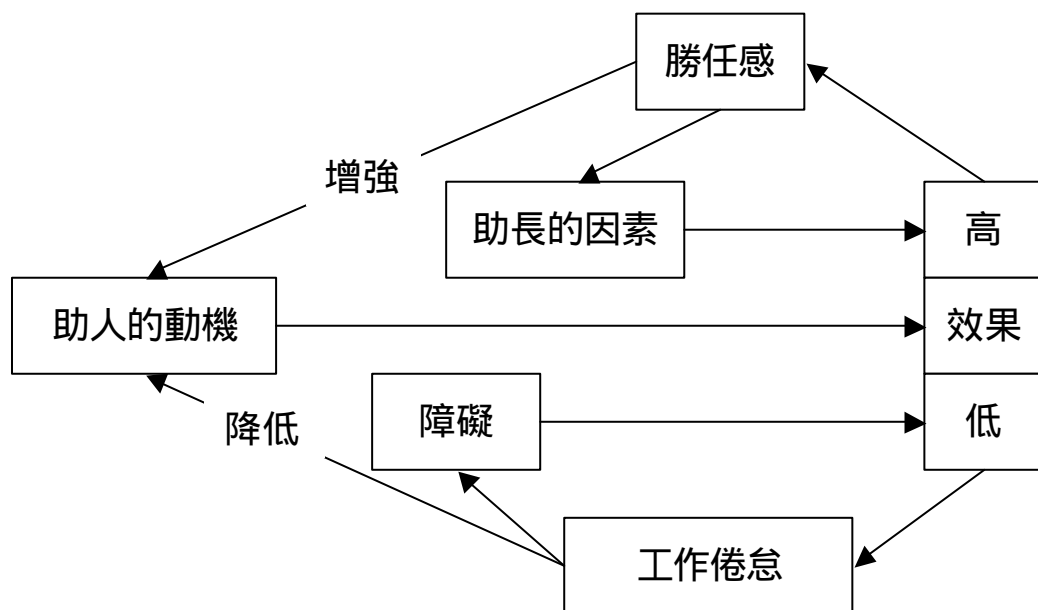 勝任感
增強
助長的因素
高
助人的動機
效果
障礙
低
降低
工作倦怠